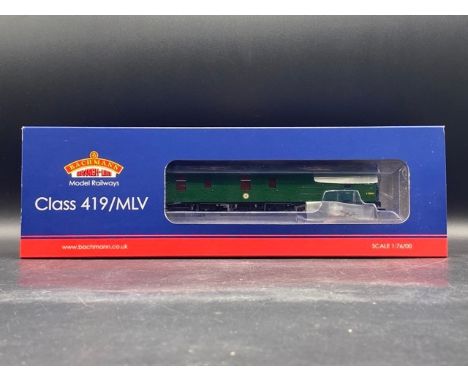 BACHMANN
BRANCH-LINE
Model Railways
Class 419/MLV
www.bachmann.co.uk
SCALE 1:76/00